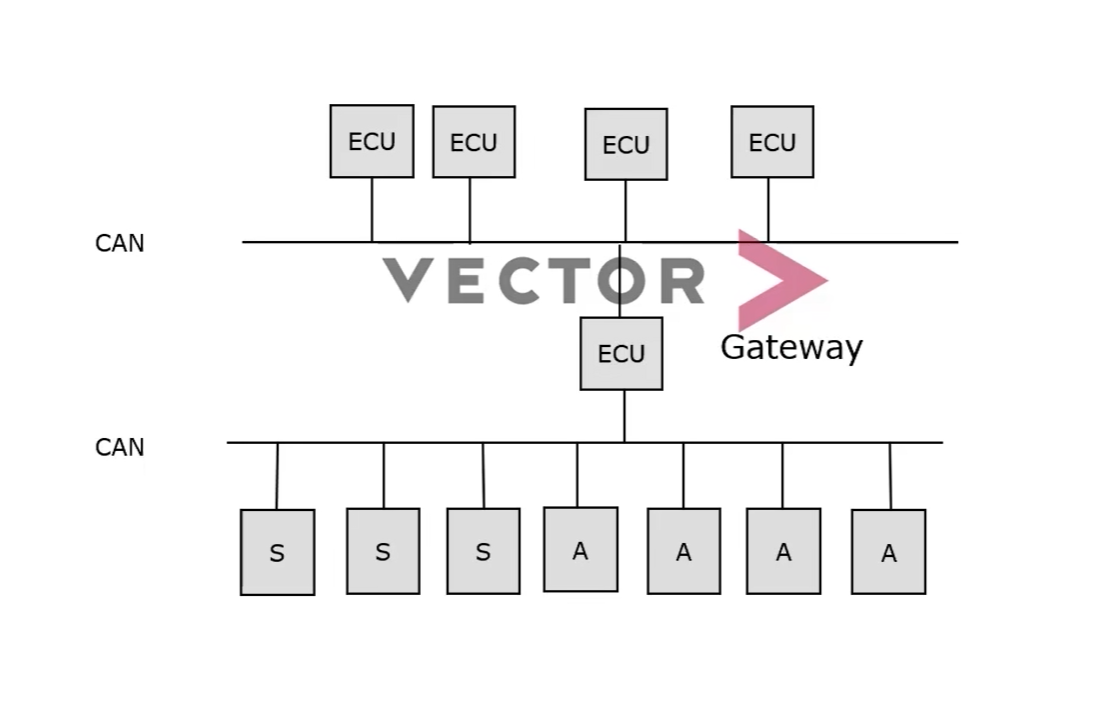 ECU ECU ECU ECU
CAN
VECTOR
ECU
Gateway
CAN
S S S A A A A